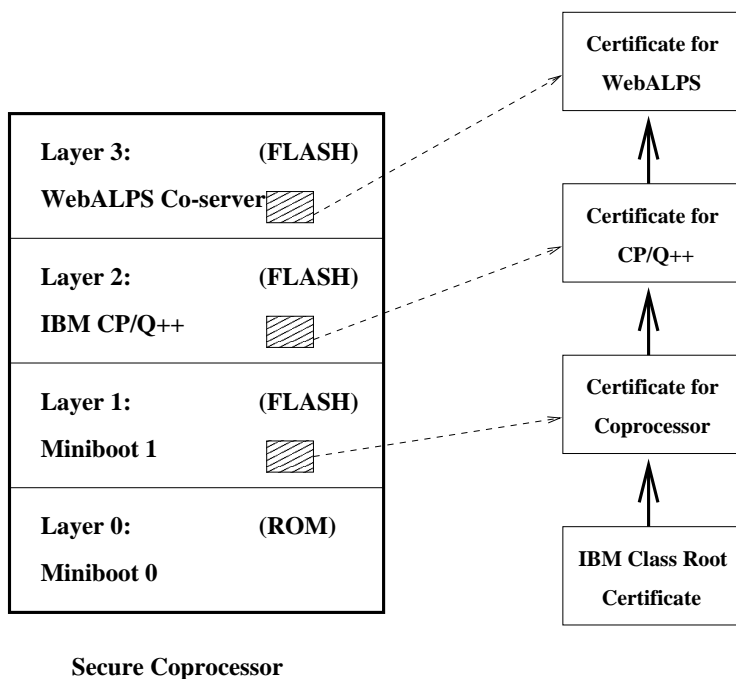 Layer 3: (FLASH)
WebALPS Co-server
Layer 2: (FLASH)
IBM CP/Q++
Layer 1: (FLASH)
Miniboot 1
Layer 0: (ROM)
Miniboot 0
Secure Coprocessor
Certificate for
WebALPS
Certificate for
CP/Q++
Certificate for
Coprocessor
IBM Class Root
Certificate